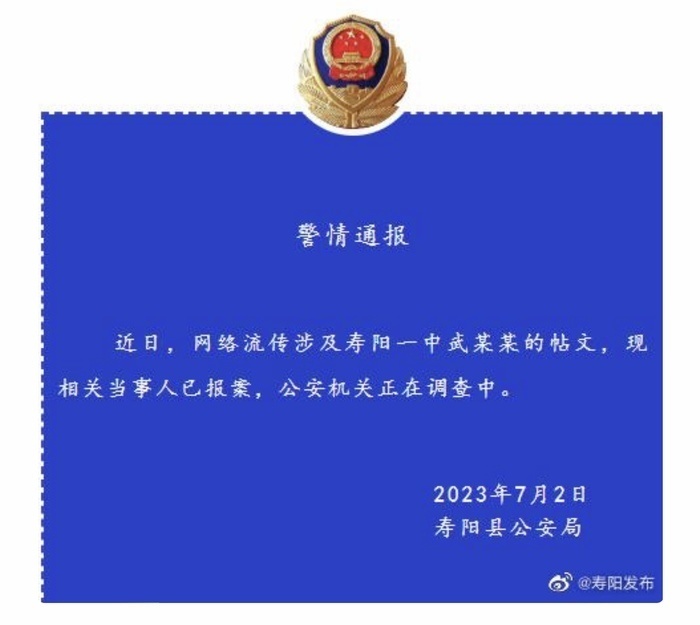 警情通报
近日，网络流传涉及寿阳一中武某某的帖文，现
相关当事人已报案，公安机关正在调查中。
2023年7月2日
寿阳县公安局
@寿阳发布